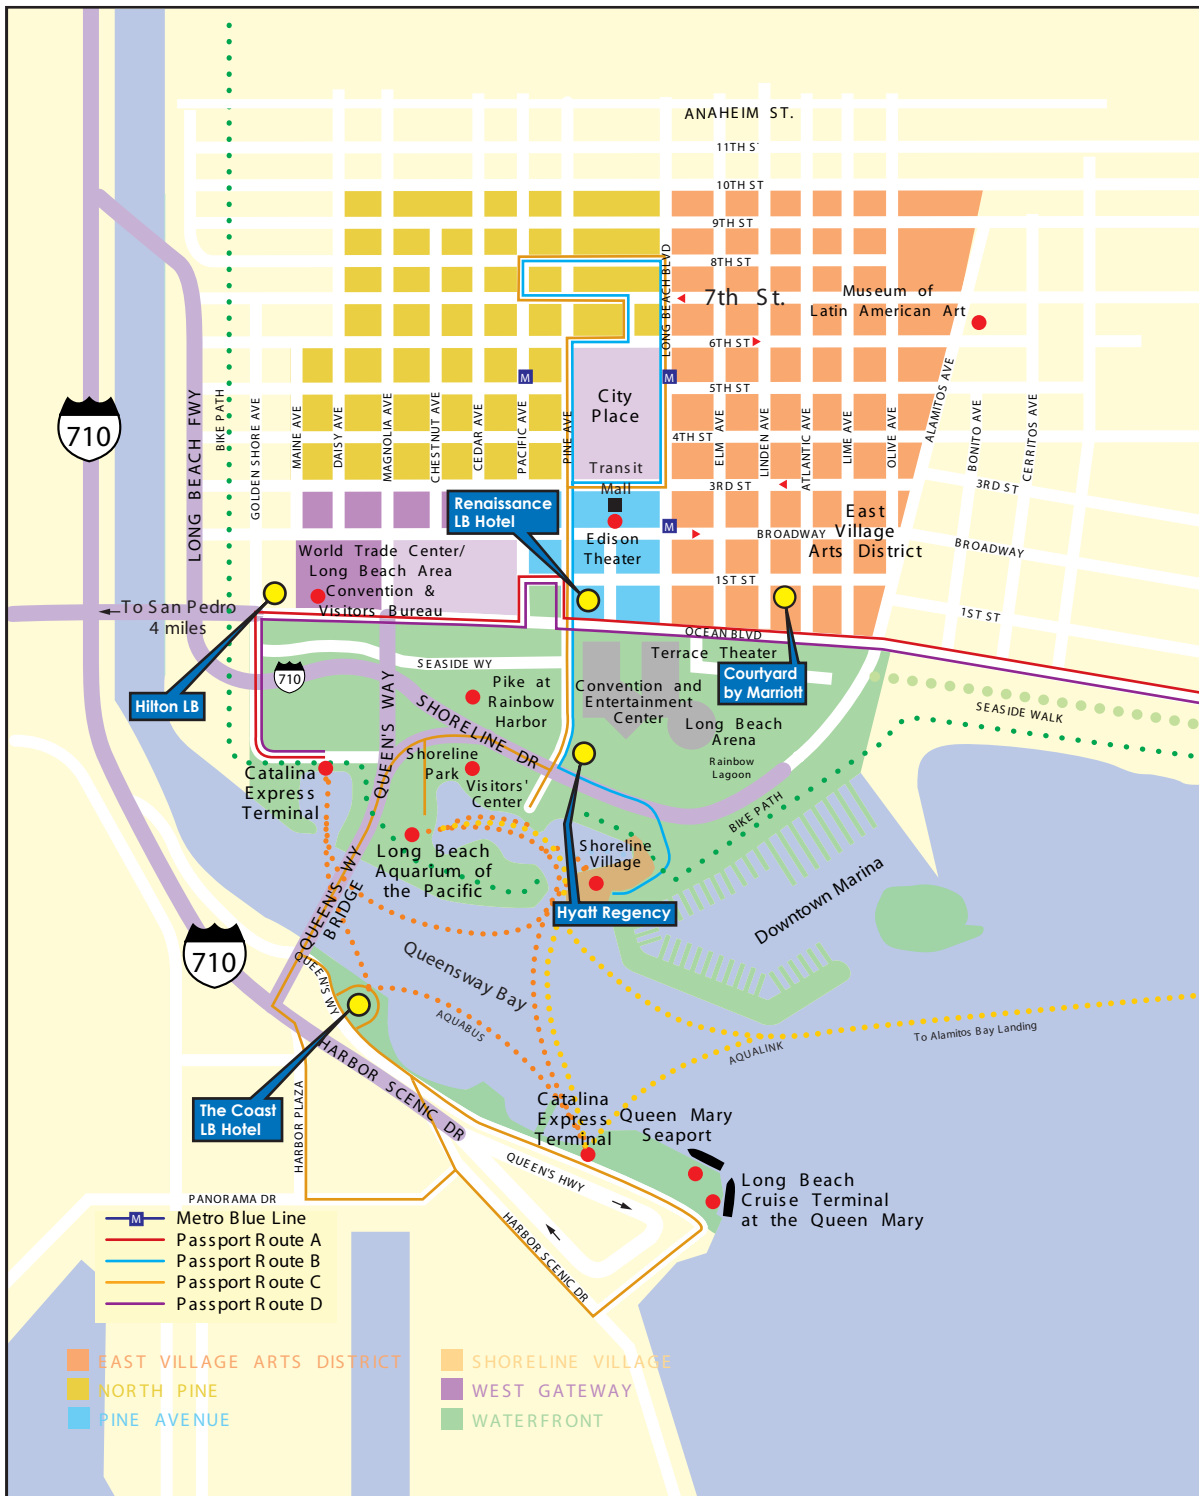 ANAHEIM ST.
11TH ST
10TH ST
9TH ST
8TH ST
LONG BEACH BLVD
7th St.
Museum of
Latin American Art
6TH ST
M
M
5TH ST
City
Place
710
LONG BEACH FWY
BIKE PATH
GOLDEN SHORE AVE
MAINE AVE
DAISY AVE
MAGNOLIA AVE
CHESTNUT AVE
CEDAR AVE
PACIFIC AVE
PINE AVE
4TH ST
ELM AVE
LINDEN AVE
ATLANTIC AVE
LIME AVE
OLIVE AVE
ALAMITOS AVE
BONITO AVE
CERRITOS AVE
Transit
Mall
3RD ST
3RD ST
Renaissance
LB Hotel
M
Edison
Theater
BROADWAY
BROADWAY
East
Village
Arts District
World Trade Center/
Long Beach Area
Convention &
Visitors Bureau
1ST ST
1ST ST
To San Pedro
4 miles
OCEAN BLVD
Terrace Theater
SEASIDE WY
710
Hilton LB
QUEEN'S WAY
Pike at
Rainbow
Harbor
SHORELINE DR
Convention and
Entertainment
Center
Courtyard
by Marriott
Long Beach
Arena
Rainbow
Lagoon
SEASIDE WALK
Catalina
Express
Terminal
Shoreline
Park
Visitors'
Center
BIKE PATH
Long Beach
Aquarium of
the Pacific
Shoreline
Village
Hyatt Regency
Downtown Marina
QUEEN'S WY
BRIDGE
710
QUEEN'S WY
Queensway Bay
AQUABUS
AQUALINK
To Alamitos Bay Landing
The Coast
LB Hotel
HARBOR SCENIC DR
HARBOR PLAZA
Catalina
Express
Terminal
Queen Mary
Seaport
QUEEN'S HWY
Long Beach
Cruise Terminal
at the Queen Mary
HARBOR SCENIC DR
PANORAMA DR
M Metro Blue Line
Passport Route A
Passport Route B
Passport Route C
Passport Route D
EAST VILLAGE ARTS DISTRICT
NORTH PINE
PINE AVENUE
SHORELINE VILLAGE
WEST GATEWAY
WATERFRONT